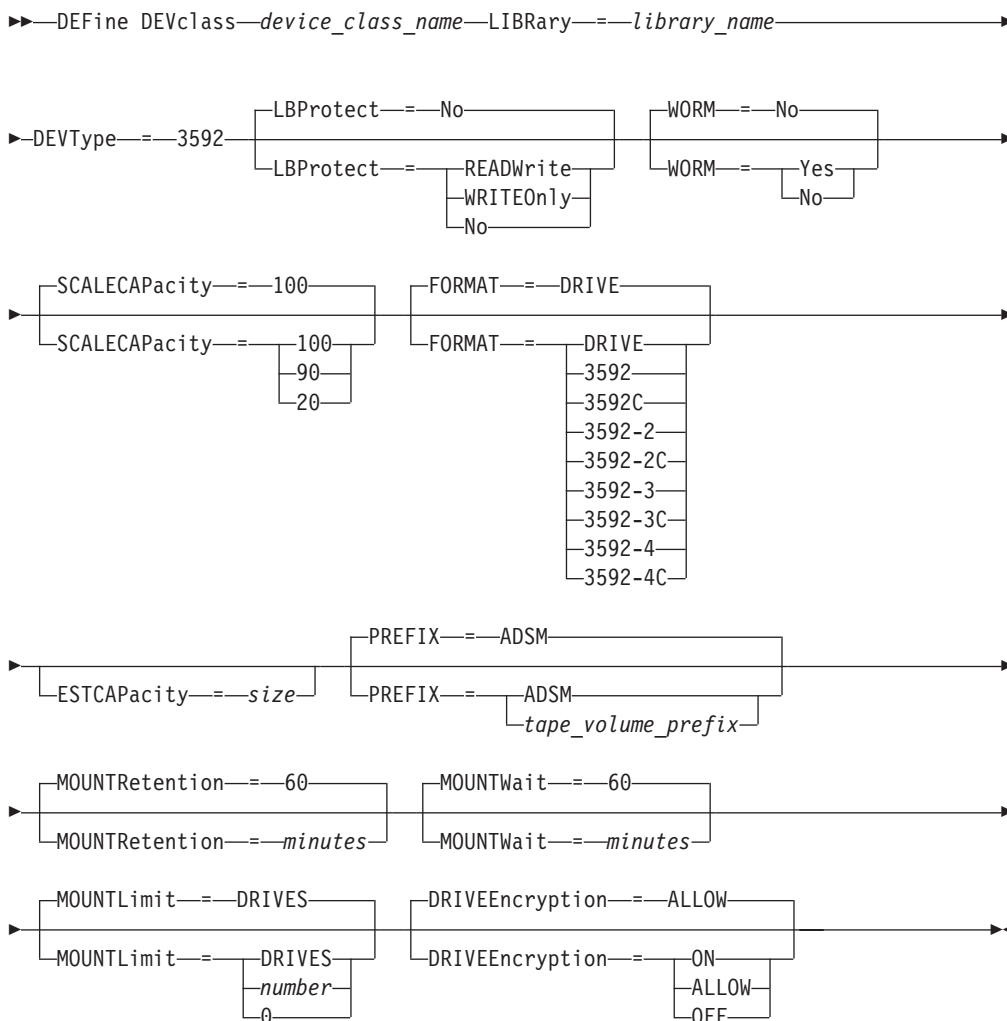 DEFine DEVclass device_class_name LIBRary = library_name
LBProtect = No WORM = No
DEVType = 3592
LBProtect = READWrite WORM = Yes
WRITEOnly No
No
SCALECAPacity = 100 FORMAT = DRIVE
SCALECAPacity = 100 FORMAT = DRIVE
90 3592
20 3592C
3592-2
3592-2C
3592-3
3592-3C
3592-4
3592-4C
PREFIX = ADSM
ESTCAPacity = size PREFIX = ADSM
tape_volume_prefix
MOUNTRetention = 60 MOUNTWait = 60
MOUNTRetention = minutes MOUNTWait = minutes
MOUNTLimit = DRIVES DRIVEEncryption = ALLOW
MOUNTLimit = DRIVES DRIVEEncryption = ON
number ALLOW
0 OFF